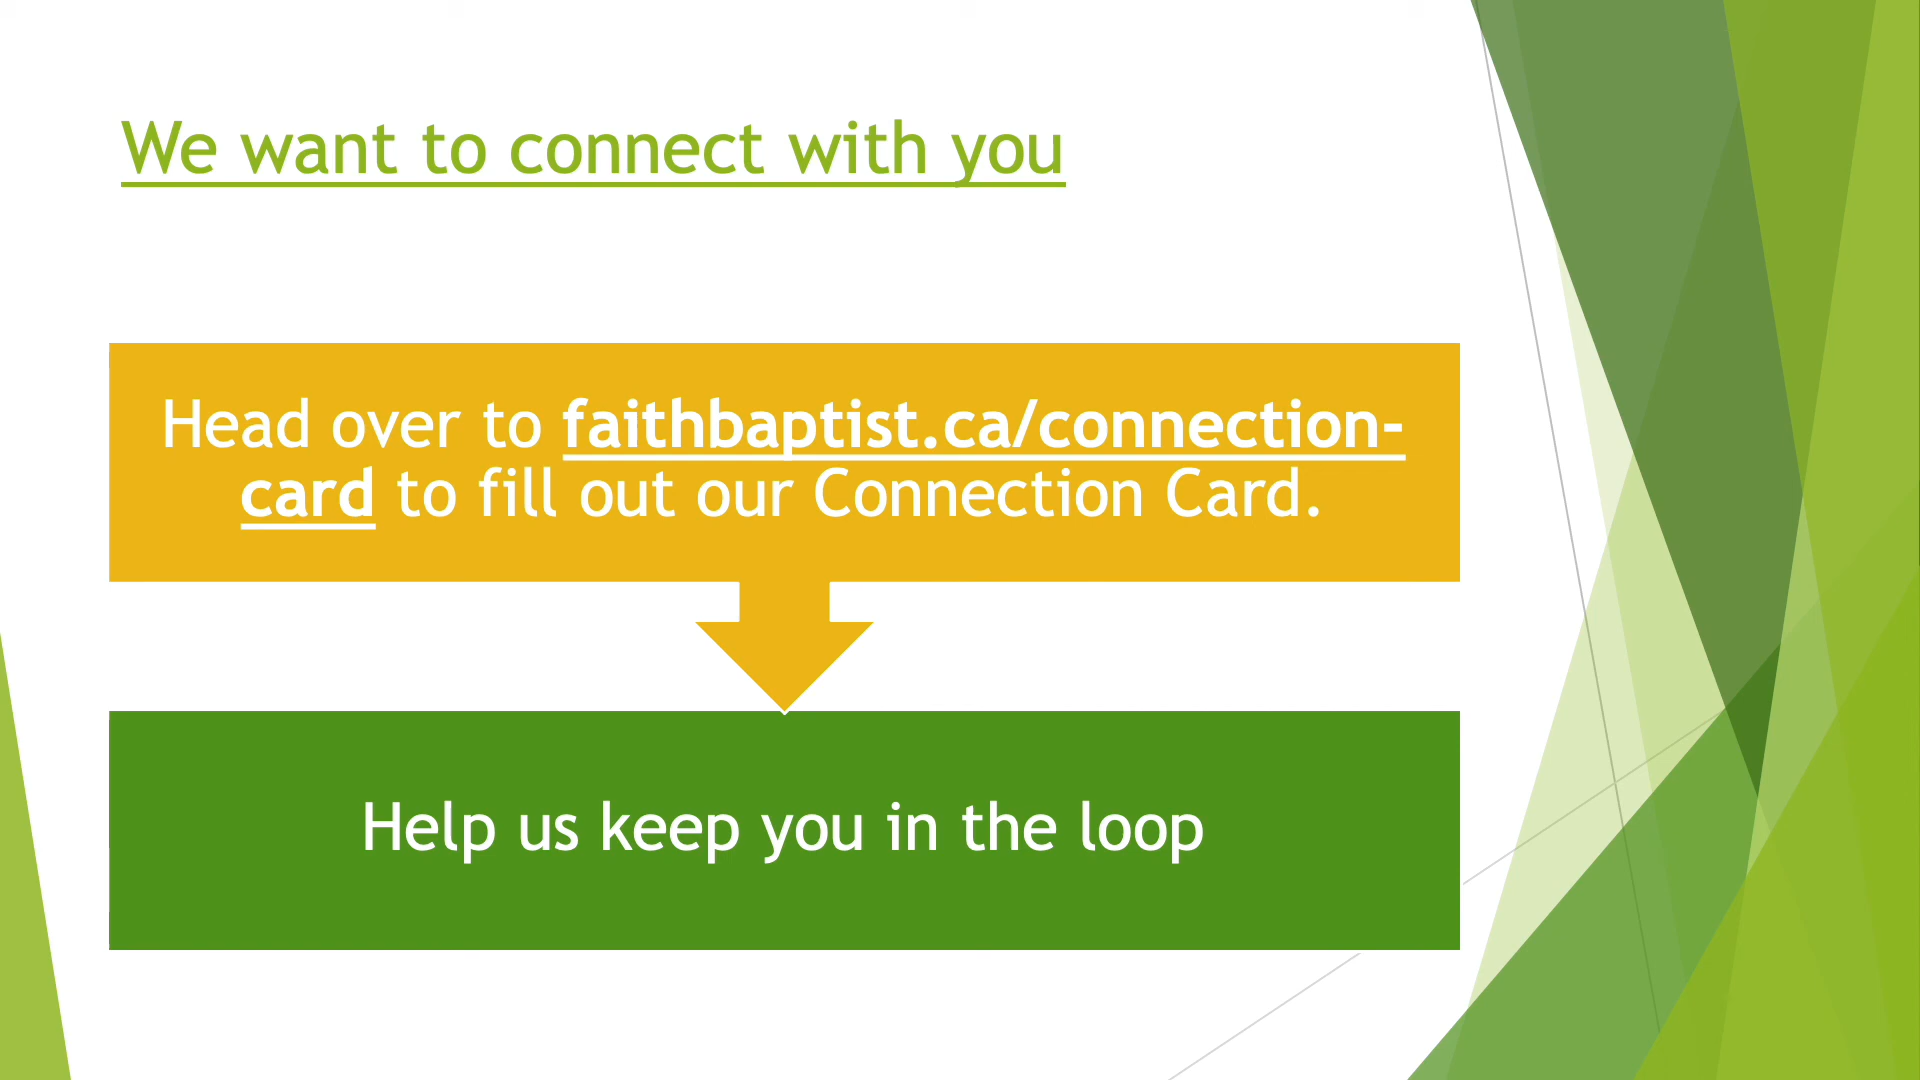 We want to connect with you
Head over to faithbaptist.ca/connection-
card to fill out our Connection Card.
Help us keep you in the loop